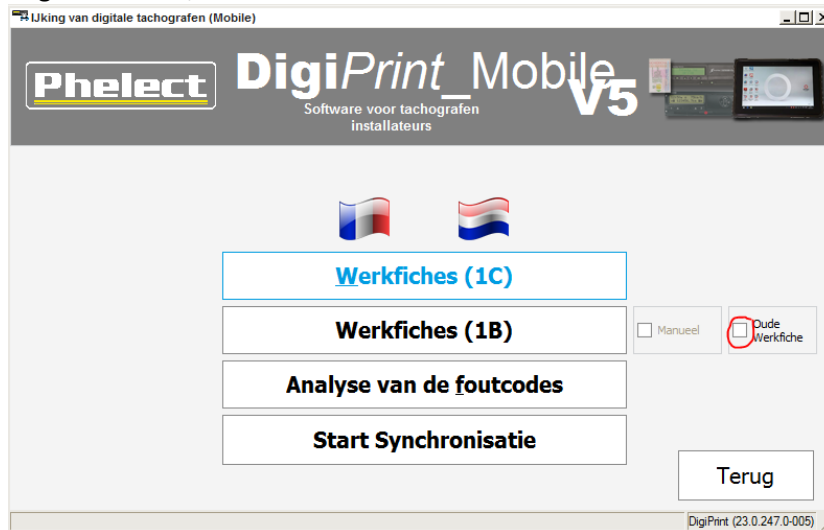 IJking van digitale tachografen (Mobile)
Phelect
DigiPrint_Mobile
V5
Software voor tachografen
installateurs
Werkfiches (1C)
Werkfiches (1B)
Manueel
Oude
Werkfiche
Analyse van de foutcodes
Start Synchronisatie
Terug
DigiPrint (23.0.247.0-005)